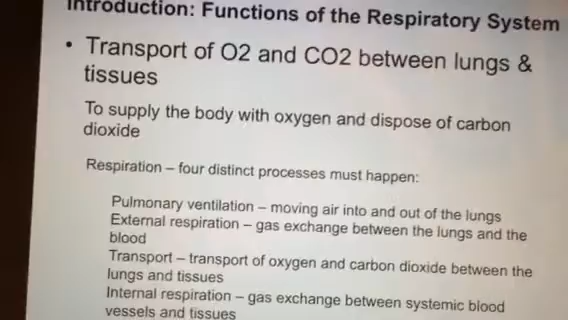 Introduction: Functions of the Respiratory System
• Transport of O2 and CO2 between lungs &
tissues
To supply the body with oxygen and dispose of carbon
dioxide
Respiration – four distinct processes must happen:
Pulmonary ventilation – moving air into and out of the lungs
External respiration – gas exchange between the lungs and the
blood
Transport – transport of oxygen and carbon dioxide between the
lungs and tissues
Internal respiration – gas exchange between systemic blood
vessels and tissues